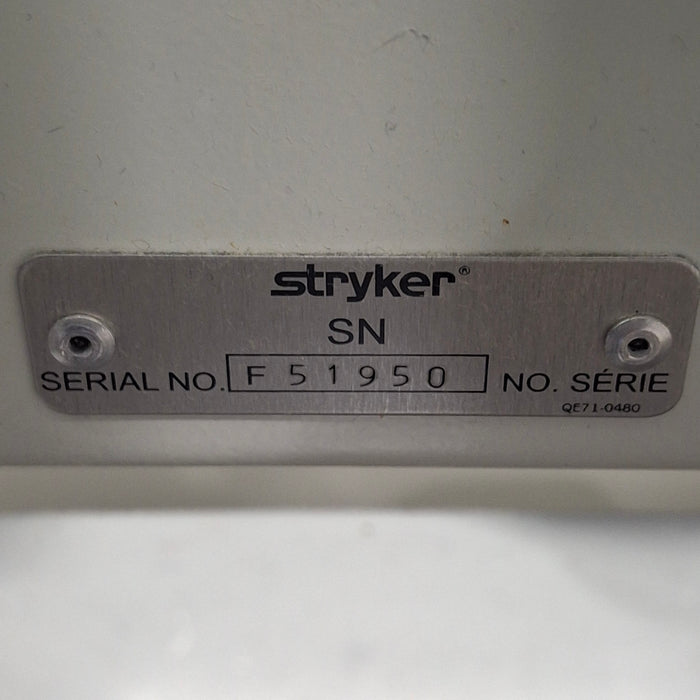 stryker®
SN
SERIAL NO. F 51950 NO. SÉRIE
QE71-0480